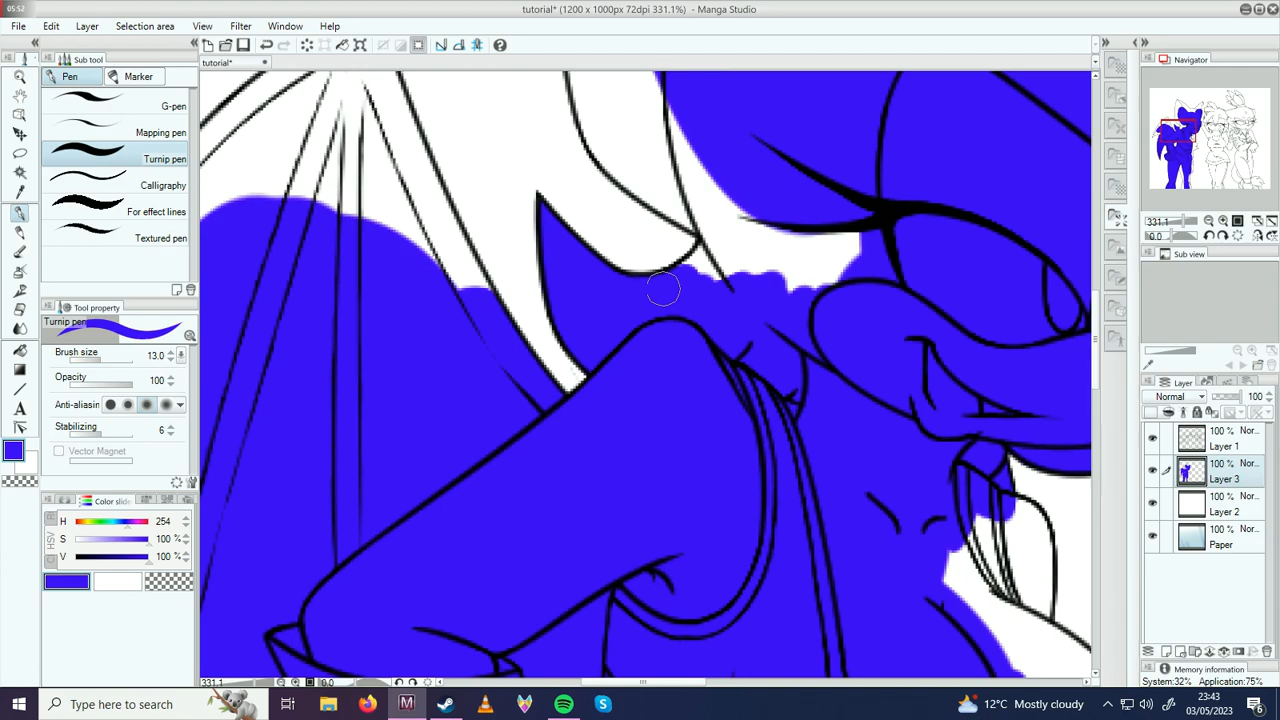 05:52
tutorial* (1200 x 1000px 72dpi 331.1%) - Manga Studio
File Edit Layer Selection area View Filter Window Help
tutorial*
Sub tool
Pen Marker
G-pen
Mapping pen
Turnip pen
Calligraphy
For effect lines
Textured pen
Tool property
Turnip pen
Brush size 13.0
Opacity 100
Anti-aliasin
Stabilizing 6
Vector Magnet
Color slide
HSV
H 254
S 100 %
V 100 %
331.1 0.0
Navigator
331.1
0.0
Sub view
Layer
Normal 100
100 % Nor...
Layer 1
100 % Nor...
Layer 3
100 % Nor...
Layer 2
100 % Nor...
Paper
Memory information
System:32% Application:75%
Type here to search
M
12°C Mostly cloudy
23:43
03/05/2023